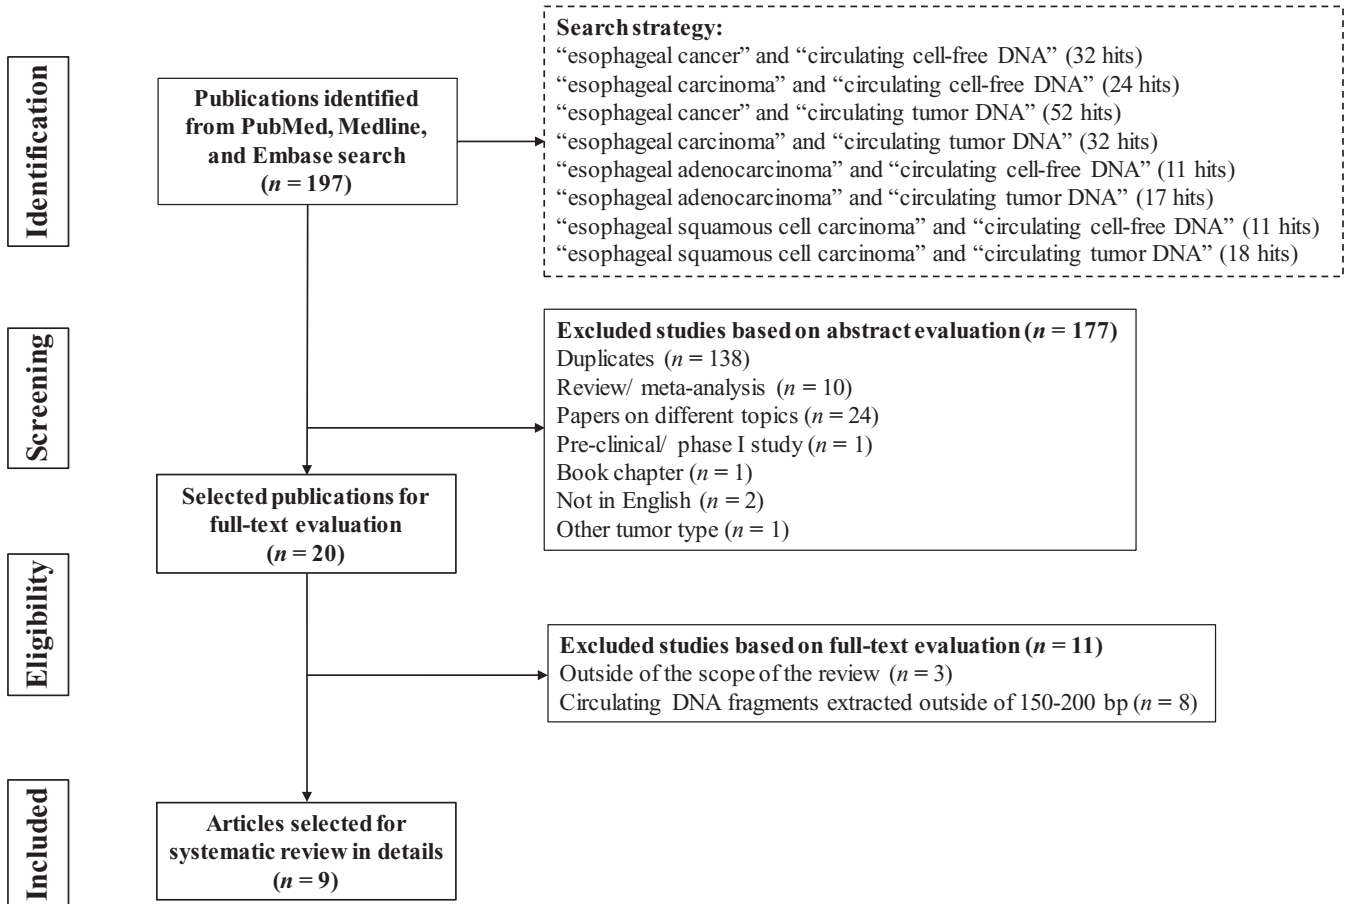 Identification
Publications identified
from PubMed, Medline,
and Embase search
(n = 197)
Search strategy:
“esophageal cancer” and “circulating cell-free DNA” (32 hits)
“esophageal carcinoma” and “circulating cell-free DNA” (24 hits)
“esophageal cancer” and “circulating tumor DNA” (52 hits)
“esophageal carcinoma” and “circulating tumor DNA” (32 hits)
“esophageal adenocarcinoma” and “circulating cell-free DNA” (11 hits)
“esophageal adenocarcinoma” and “circulating tumor DNA” (17 hits)
“esophageal squamous cell carcinoma” and “circulating cell-free DNA” (11 hits)
“esophageal squamous cell carcinoma” and “circulating tumor DNA” (18 hits)
Screening
Excluded studies based on abstract evaluation (n = 177)
Duplicates (n = 138)
Review/ meta-analysis (n = 10)
Papers on different topics (n = 24)
Pre-clinical/ phase I study (n = 1)
Book chapter (n = 1)
Not in English (n = 2)
Other tumor type (n = 1)
Selected publications for
full-text evaluation
(n = 20)
Eligibility
Excluded studies based on full-text evaluation (n = 11)
Outside of the scope of the review (n = 3)
Circulating DNA fragments extracted outside of 150-200 bp (n = 8)
Included
Articles selected for
systematic review in details
(n = 9)